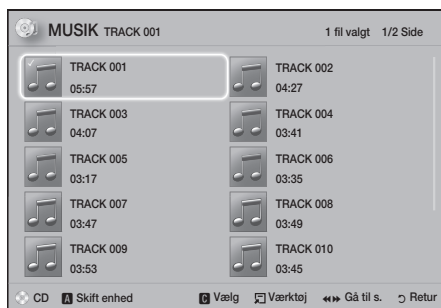 MUSIK TRACK 001 1 fil valgt 1/2 Side
TRACK 001 TRACK 002
05:57 04:27
TRACK 003 TRACK 004
04:07 03:41
TRACK 005 TRACK 006
03:17 03:35
TRACK 007 TRACK 008
03:47 03:49
TRACK 009 TRACK 010
03:53 03:45
CD A Skift enhed C Vælg Værktøj Gå til s. Retur